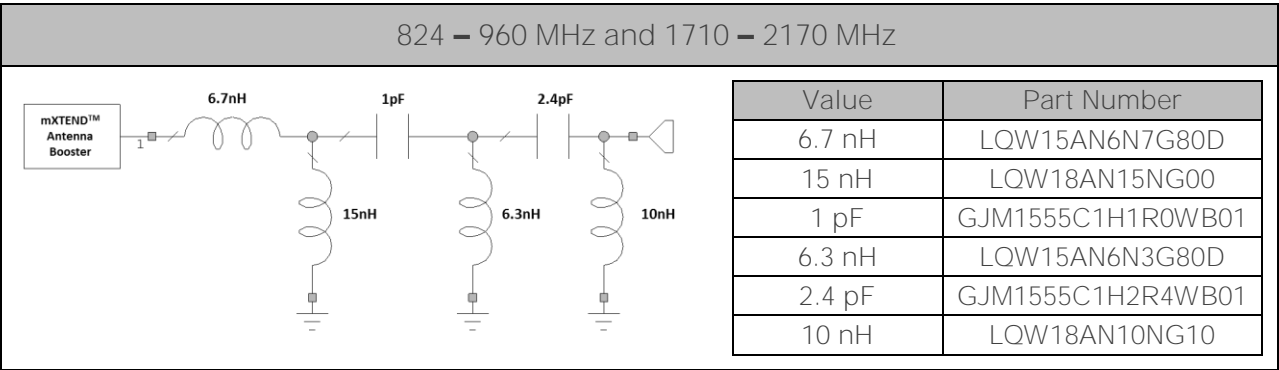 824 – 960 MHz and 1710 – 2170 MHz
6.7nH
1pF
2.4pF
mXTEND™
Antenna
Booster
1
15nH
6.3nH
10nH
Value Part Number
6.7 nH LQW15AN6N7G80D
15 nH LQW18AN15NG00
1 pF GJM1555C1H1R0WB01
6.3 nH LQW15AN6N3G80D
2.4 pF GJM1555C1H2R4WB01
10 nH LQW18AN10NG10